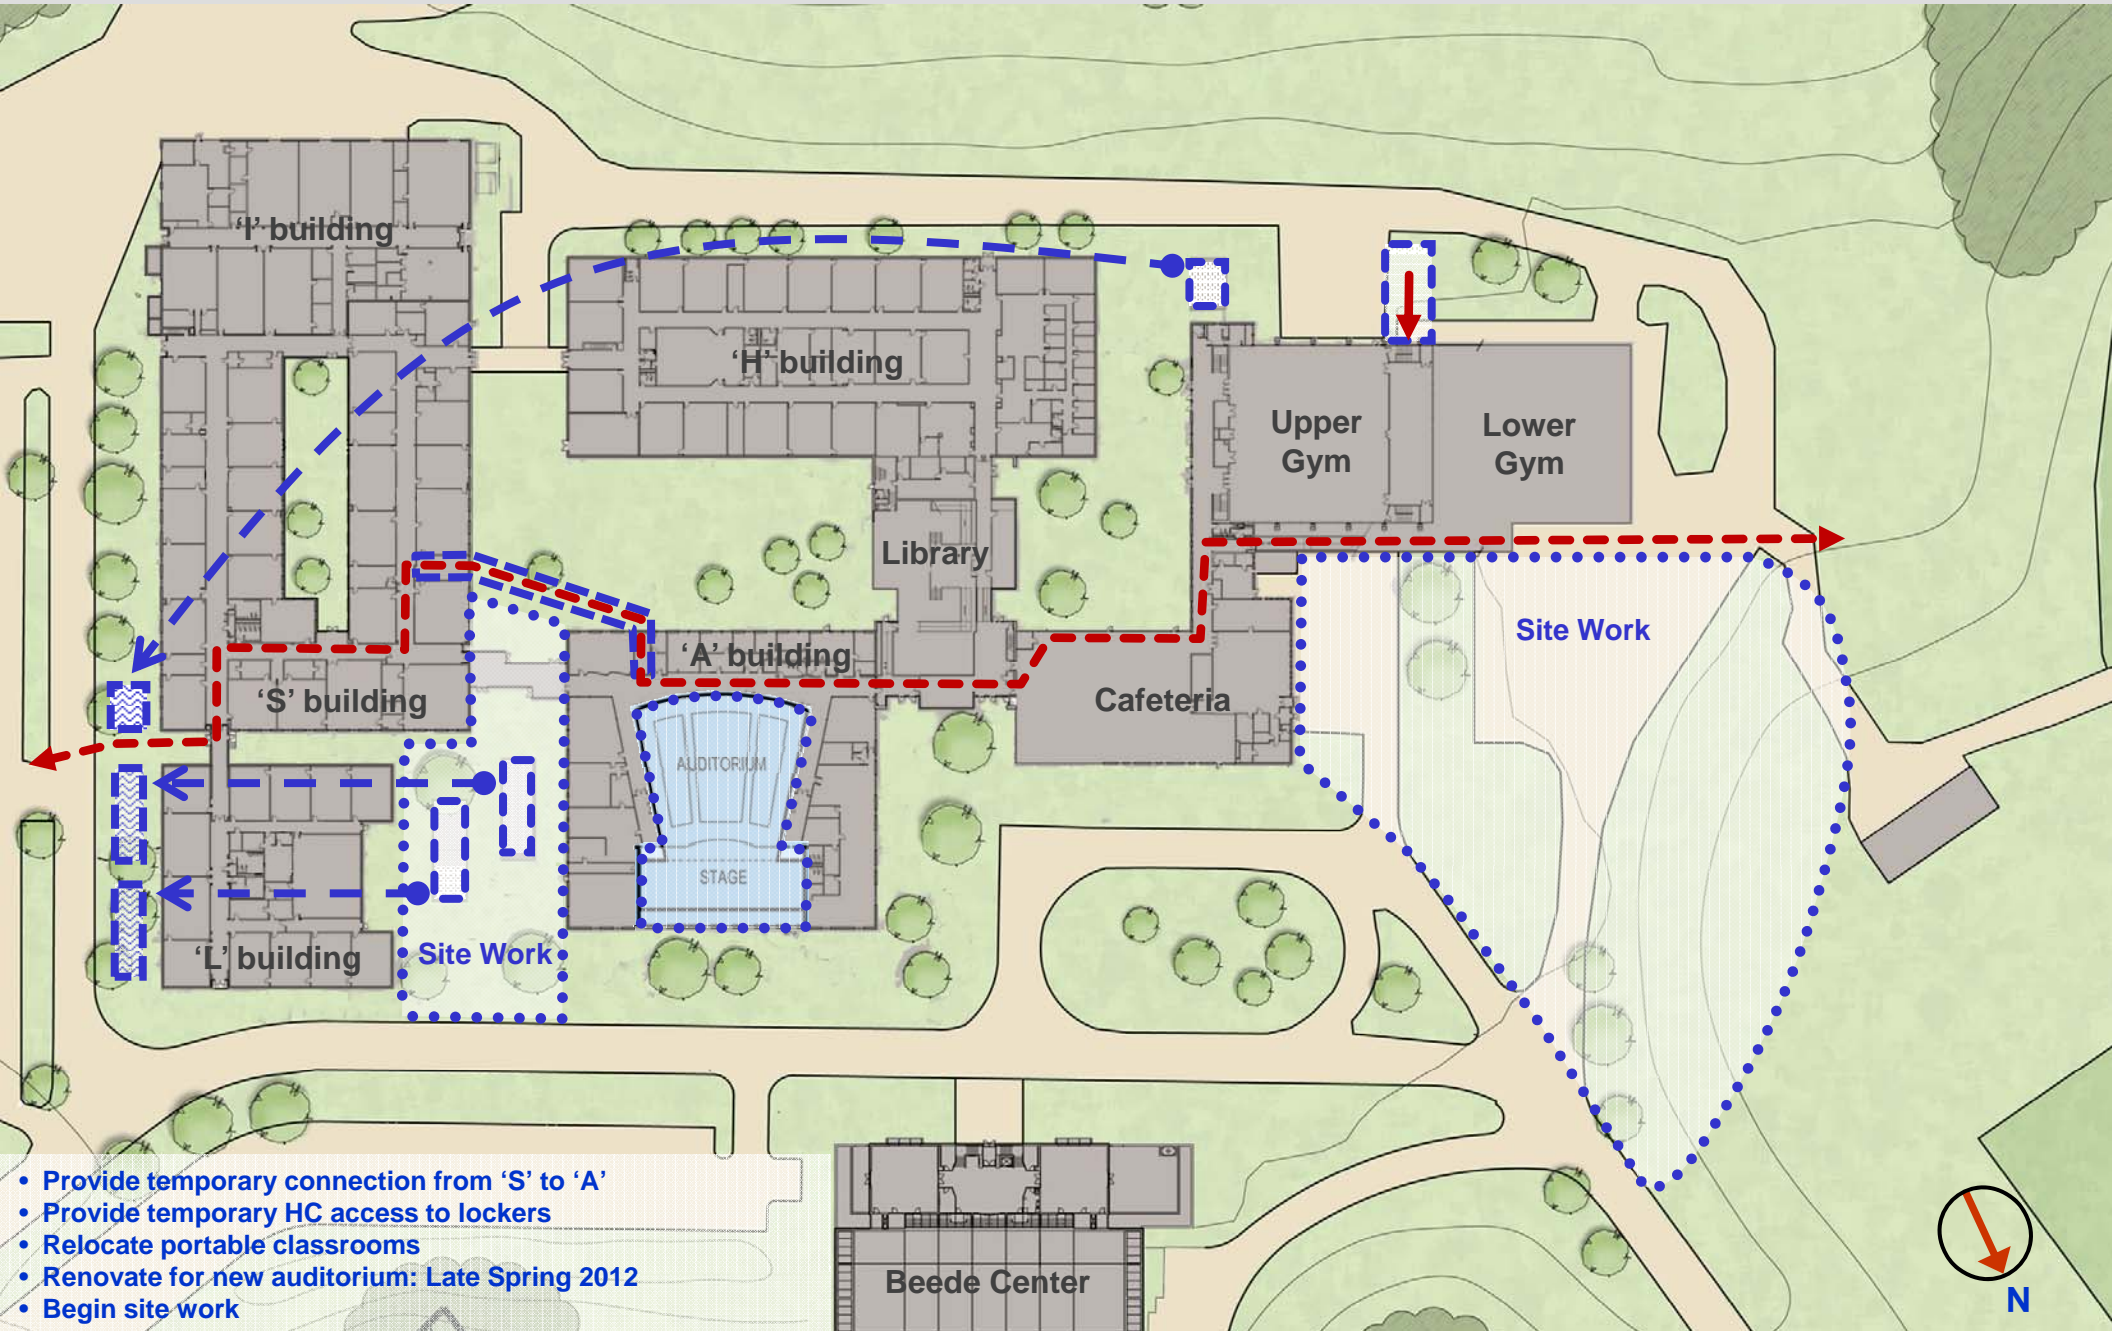 ‘I’ building
‘H’ building
Upper
Gym
Lower
Gym
Library
Site Work
‘A’ building
‘S’ building
Cafeteria
AUDITORIUM
STAGE
Site Work
‘L’ building
• Provide temporary connection from ‘S’ to ‘A’
• Provide temporary HC access to lockers
• Relocate portable classrooms
• Renovate for new auditorium: Late Spring 2012
• Begin site work
Beede Center
N